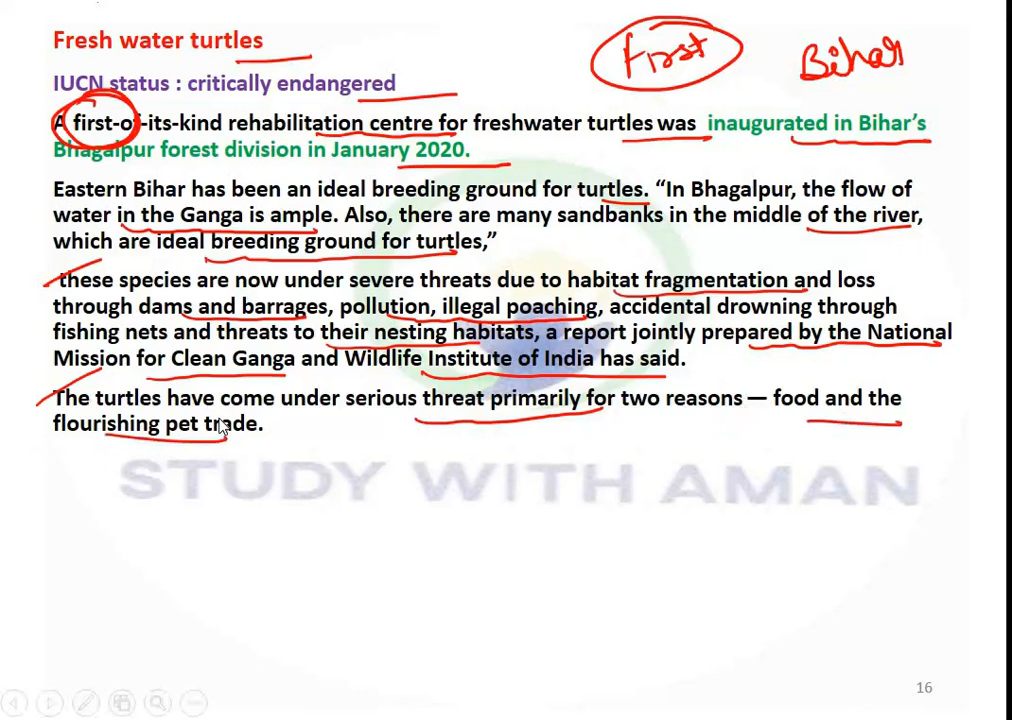 Fresh water turtles
First
Bihar
IUCN status : critically endangered
A first-of-its-kind rehabilitation centre for freshwater turtles was inaugurated in Bihar's
Bhagalpur forest division in January 2020.
Eastern Bihar has been an ideal breeding ground for turtles. “In Bhagalpur, the flow of
water in the Ganga is ample. Also, there are many sandbanks in the middle of the river,
which are ideal breeding ground for turtles,”
these species are now under severe threats due to habitat fragmentation and loss
through dams and barrages, pollution, illegal poaching, accidental drowning through
fishing nets and threats to their nesting habitats, a report jointly prepared by the National
Mission for Clean Ganga and Wildlife Institute of India has said.
The turtles have come under serious threat primarily for two reasons — food and the
flourishing pet trade.
STUDY WITH AMAN
16